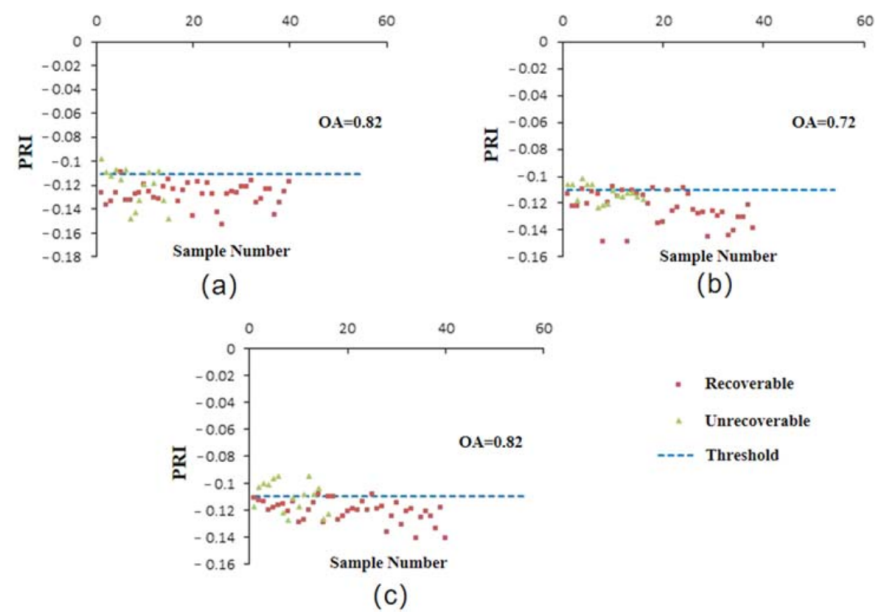 0 20 40 60
0
−0.02
−0.04
−0.06
−0.08
−0.1
−0.12
−0.14
−0.16
−0.18
PRI
OA=0.82
Sample Number
(a)
0 20 40 60
0
−0.02
−0.04
−0.06
−0.08
−0.1
−0.12
−0.14
−0.16
PRI
OA=0.72
Sample Number
(b)
0 20 40 60
0
−0.02
−0.04
−0.06
−0.08
−0.1
−0.12
−0.14
−0.16
PRI
OA=0.82
Sample Number
(c)
Recoverable
Unrecoverable
Threshold